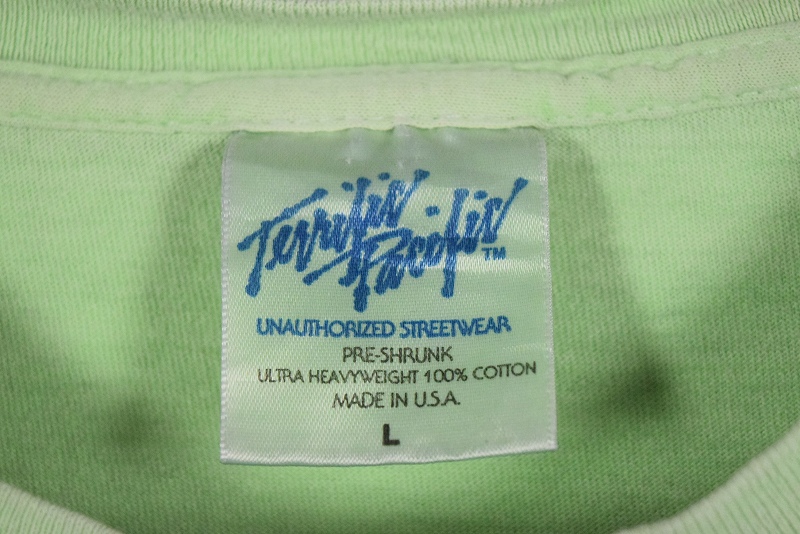 Terrific
Pacific™
UNAUTHORIZED STREETWEAR
PRE-SHRUNK
ULTRA HEAVYWEIGHT 100% COTTON
MADE IN U.S.A.
L